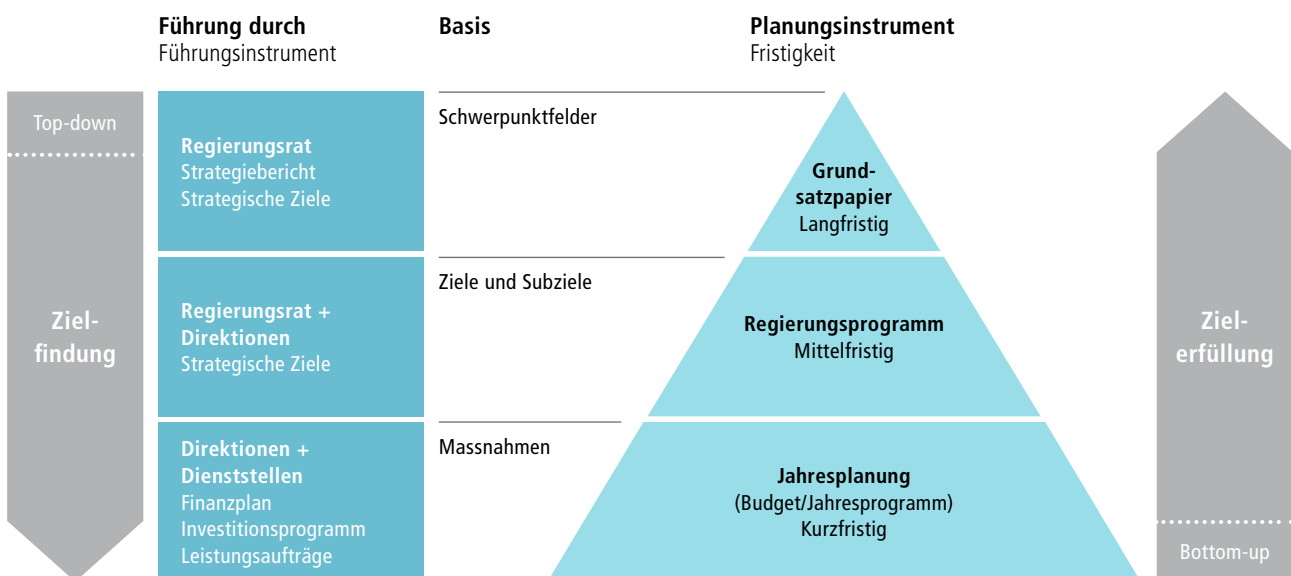 Führung durch
Führungsinstrument
Basis
Planungsinstrument
Fristigkeit
Top-down
Ziel-
findung
Regierungsrat
Strategiebericht
Strategische Ziele
Schwerpunktfelder
Grund-
satzpapier
Langfristig
Regierungsrat +
Direktionen
Strategische Ziele
Ziele und Subziele
Regierungsprogramm
Mittelfristig
Direktionen +
Dienststellen
Finanzplan
Investitionsprogramm
Leistungsaufträge
Massnahmen
Jahresplanung
(Budget/Jahresprogramm)
Kurzfristig
Ziel-
erfüllung
Bottom-up